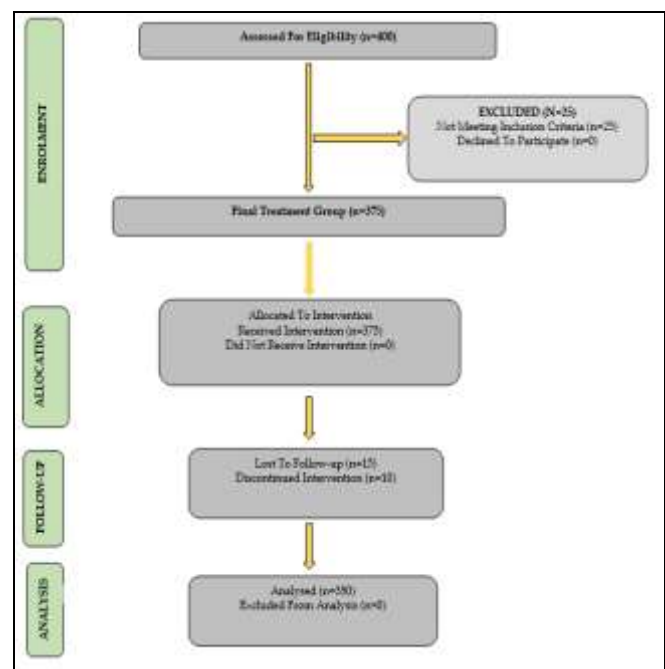 ENROLMENT
Assessed For Eligibility (n=400)
EXCLUDED (N=25)
Not Meeting Inclusion Criteria (n=25)
Declined To Participate (n=0)
Final Treatment Group (n=375)
ALLOCATION
Allocated To Intervention
Received Intervention (n=375)
Did Not Receive Intervention (n=0)
FOLLOW-UP
Lost To Follow-up (n=15)
Discontinued Intervention (n=10)
ANALYSIS
Analysed (n=350)
Excluded From Analysis (n=0)